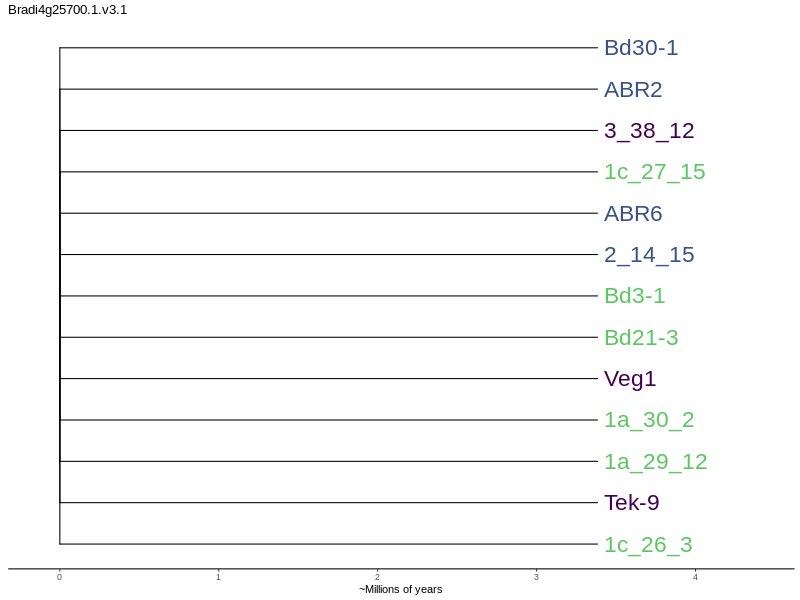 Bradi4g25700.1.v3.1
Bd30-1
ABR2
3_38_12
1c_27_15
ABR6
2_14_15
Bd3-1
Bd21-3
Veg1
1a_30_2
1a_29_12
Tek-9
1c_26_3
0 1 2 3 4
~Millions of years